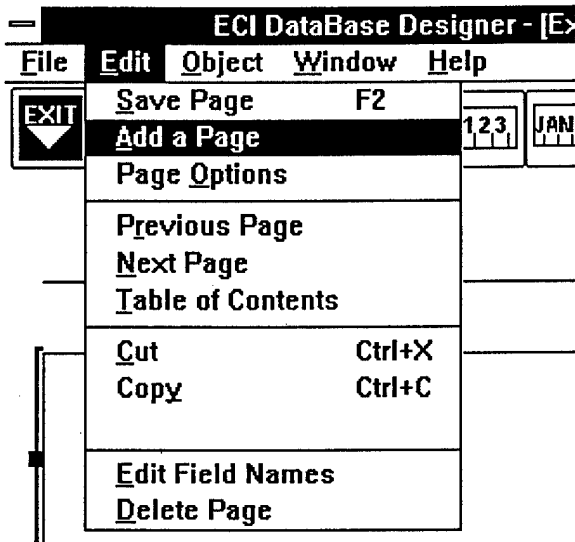 ECI DataBase Designer - [Ex
File Edit Object Window Help
EXIT
123
JAN
Save Page F2
Add a Page
Page Options
Previous Page
Next Page
Table of Contents
Cut Ctrl+X
Copy Ctrl+C
Edit Field Names
Delete Page